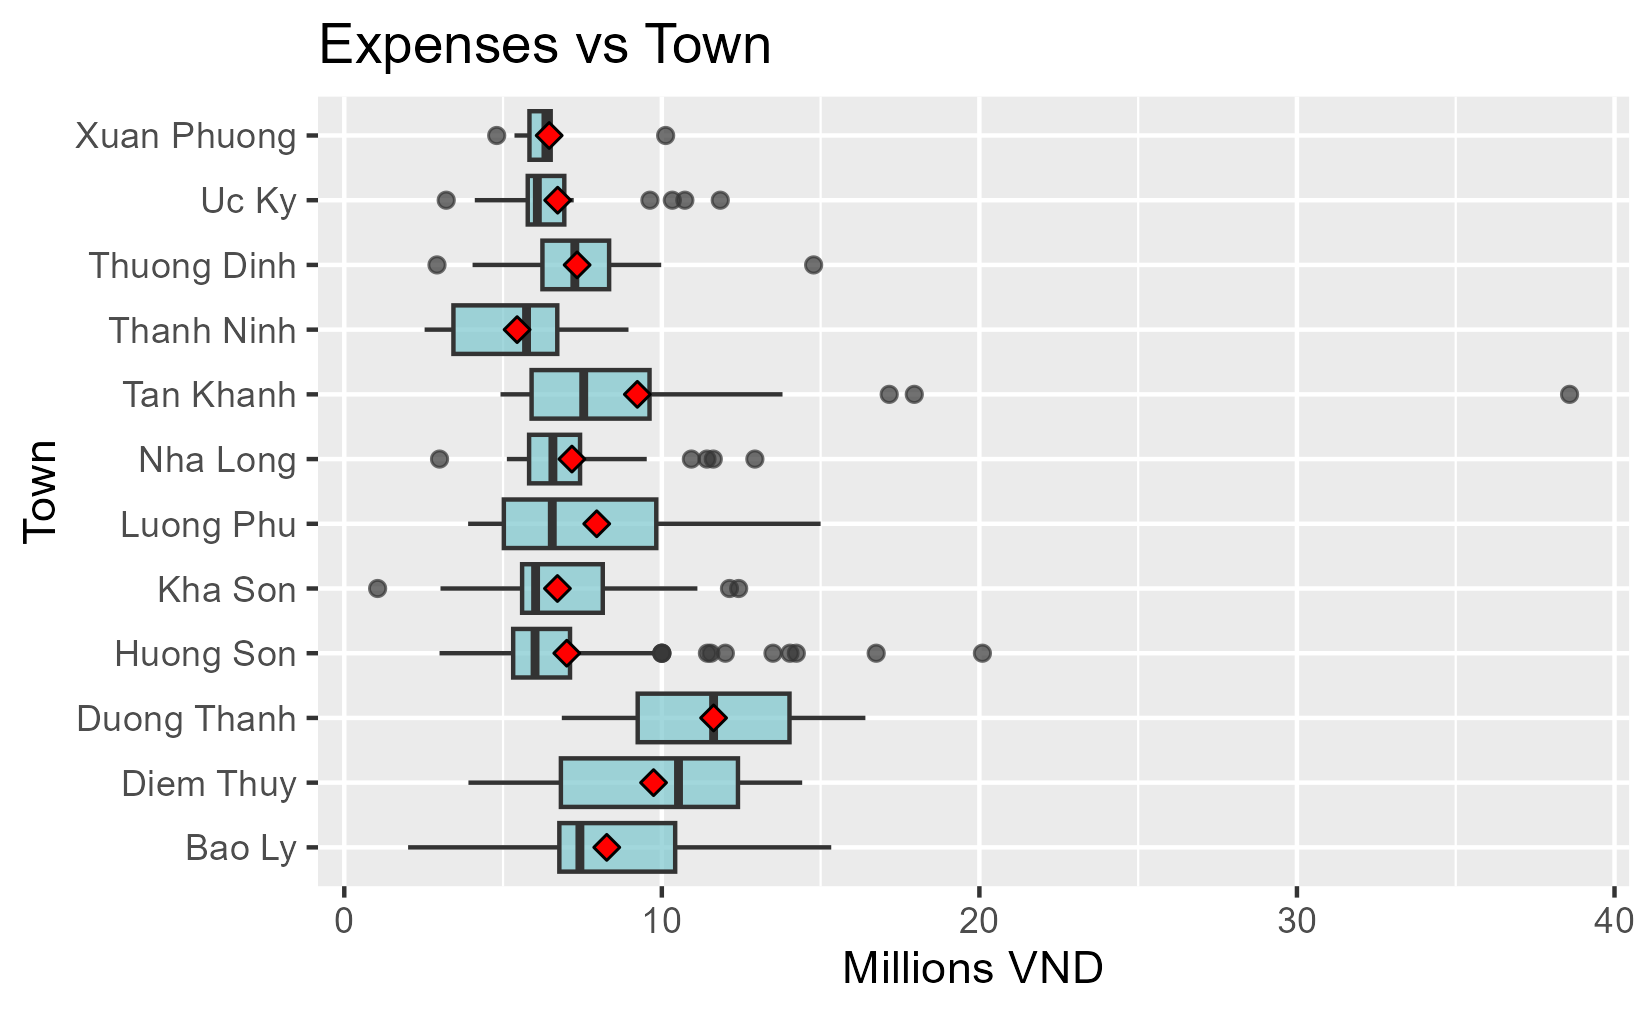 Expenses vs Town
Town
Xuan Phuong
Uc Ky
Thuong Dinh
Thanh Ninh
Tan Khanh
Nha Long
Luong Phu
Kha Son
Huong Son
Duong Thanh
Diem Thuy
Bao Ly
0 10 20 30 40
Millions VND